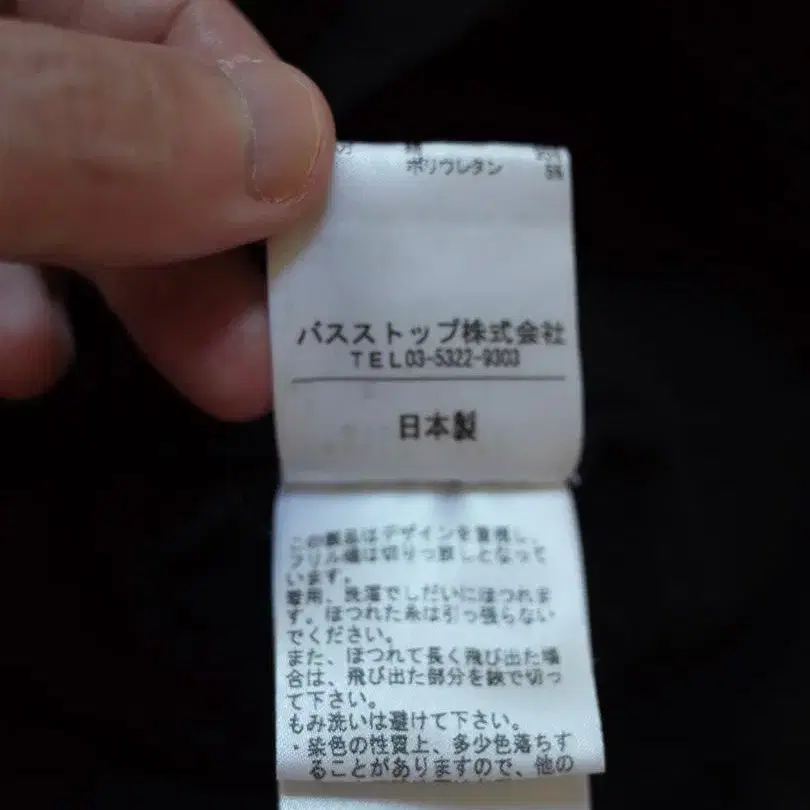 ポリウレタン
バスストップ株式会社
TEL03-5322-9303
日本製
この製品はデザインを重視し、
フリル端は切りっ放しとなって
います。
着用、洗濯でしだいにほつれま
す。ほつれた糸は引っ張らない
でください。
また、ほつれて長く飛び出た場
合は、飛び出た部分を鋏で切っ
て下さい。
もみ洗いは避けて下さい。
・染色の性質上、多少色落ちす
ることがありますので、他の